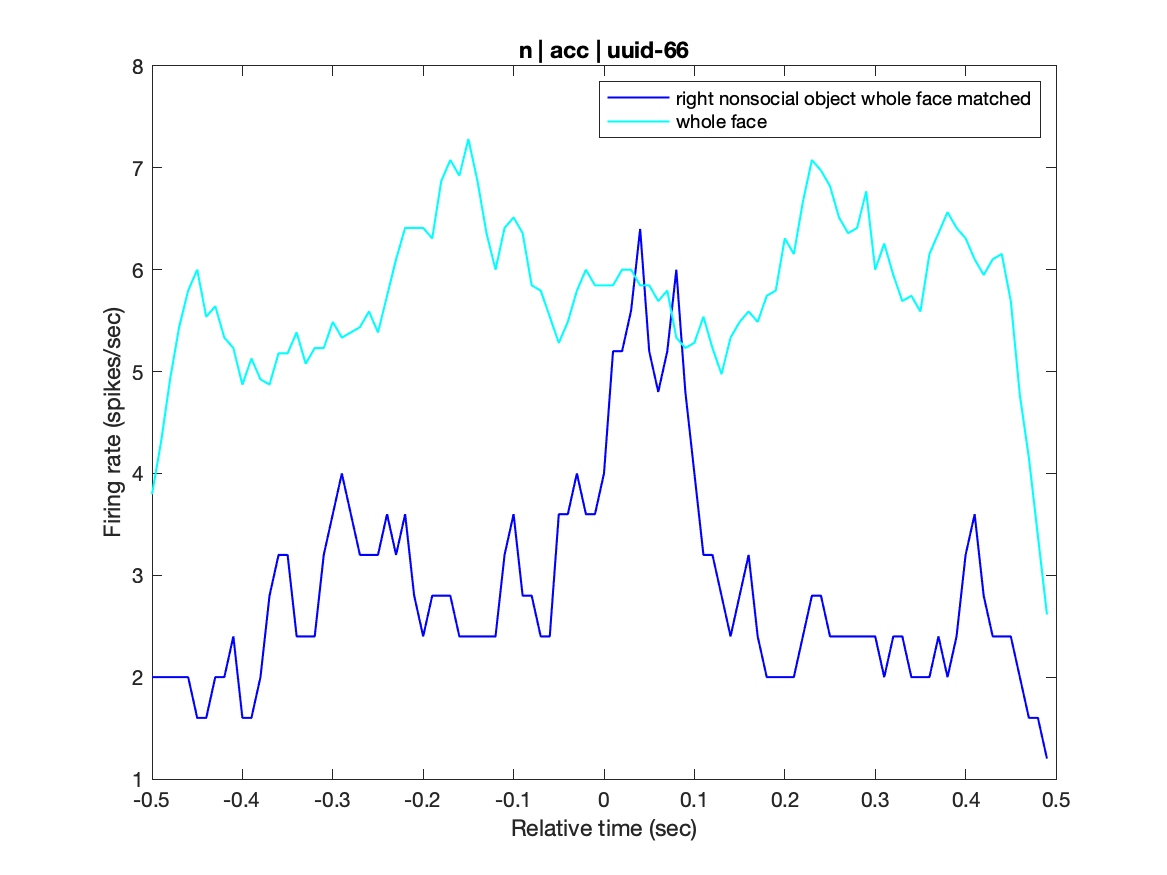 n | acc | uuid-66
right nonsocial object whole face matched
whole face
8
7
6
5
4
3
2
1
Firing rate (spikes/sec)
-0.5 -0.4 -0.3 -0.2 -0.1 0 0.1 0.2 0.3 0.4 0.5
Relative time (sec)